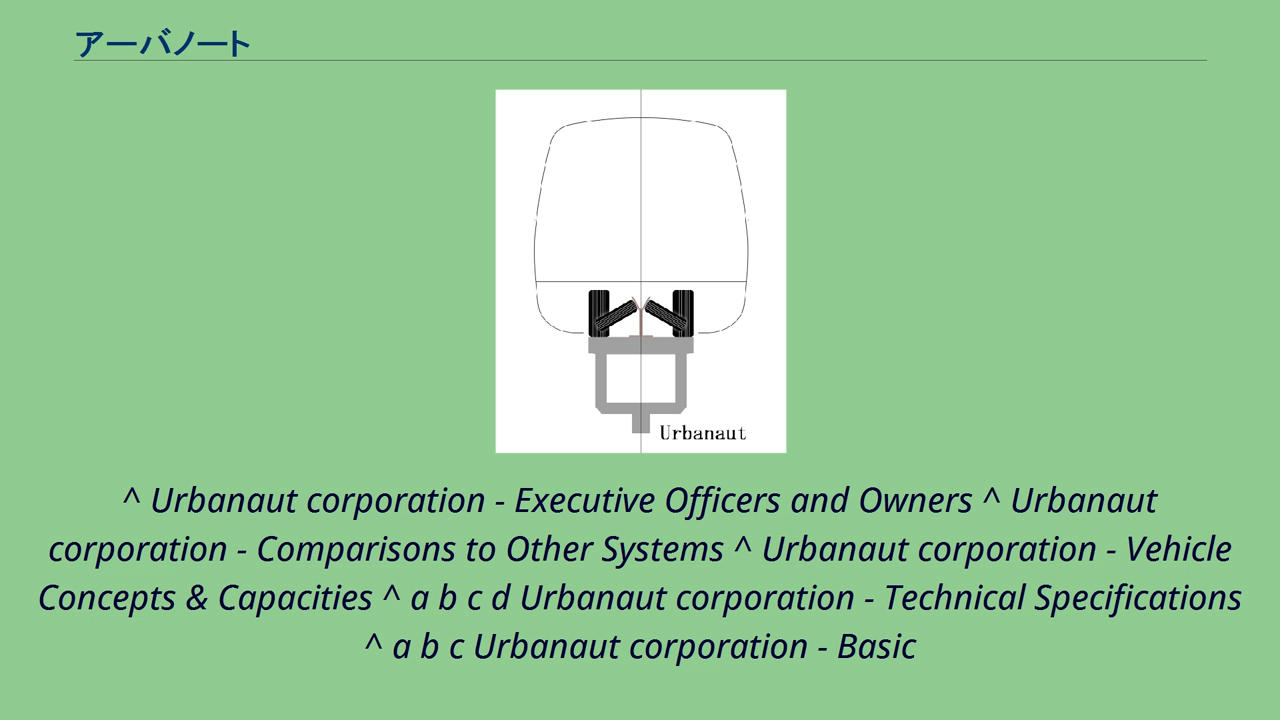 アーバノート
Urbanaut
^ Urbanaut corporation - Executive Officers and Owners ^ Urbanaut
corporation - Comparisons to Other Systems ^ Urbanaut corporation - Vehicle
Concepts & Capacities ^ a b c d Urbanaut corporation - Technical Specifications
^ a b c Urbanaut corporation - Basic